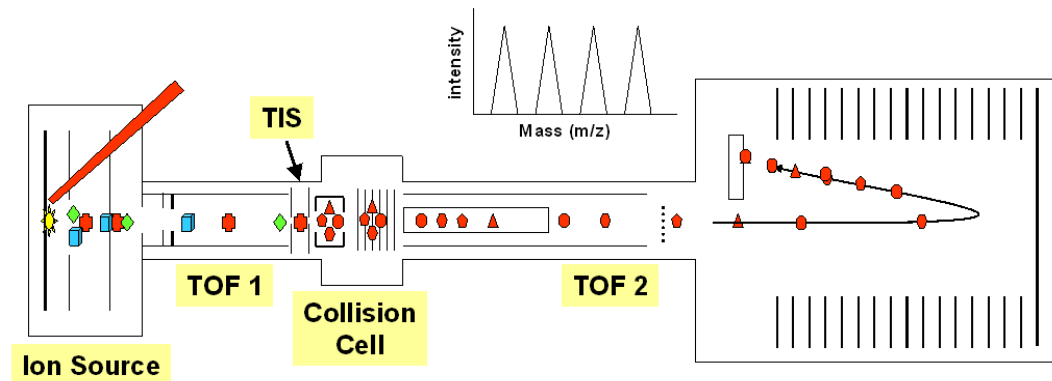 intensity
Mass (m/z)
TIS
TOF 1
TOF 2
Collision
Cell
Ion Source